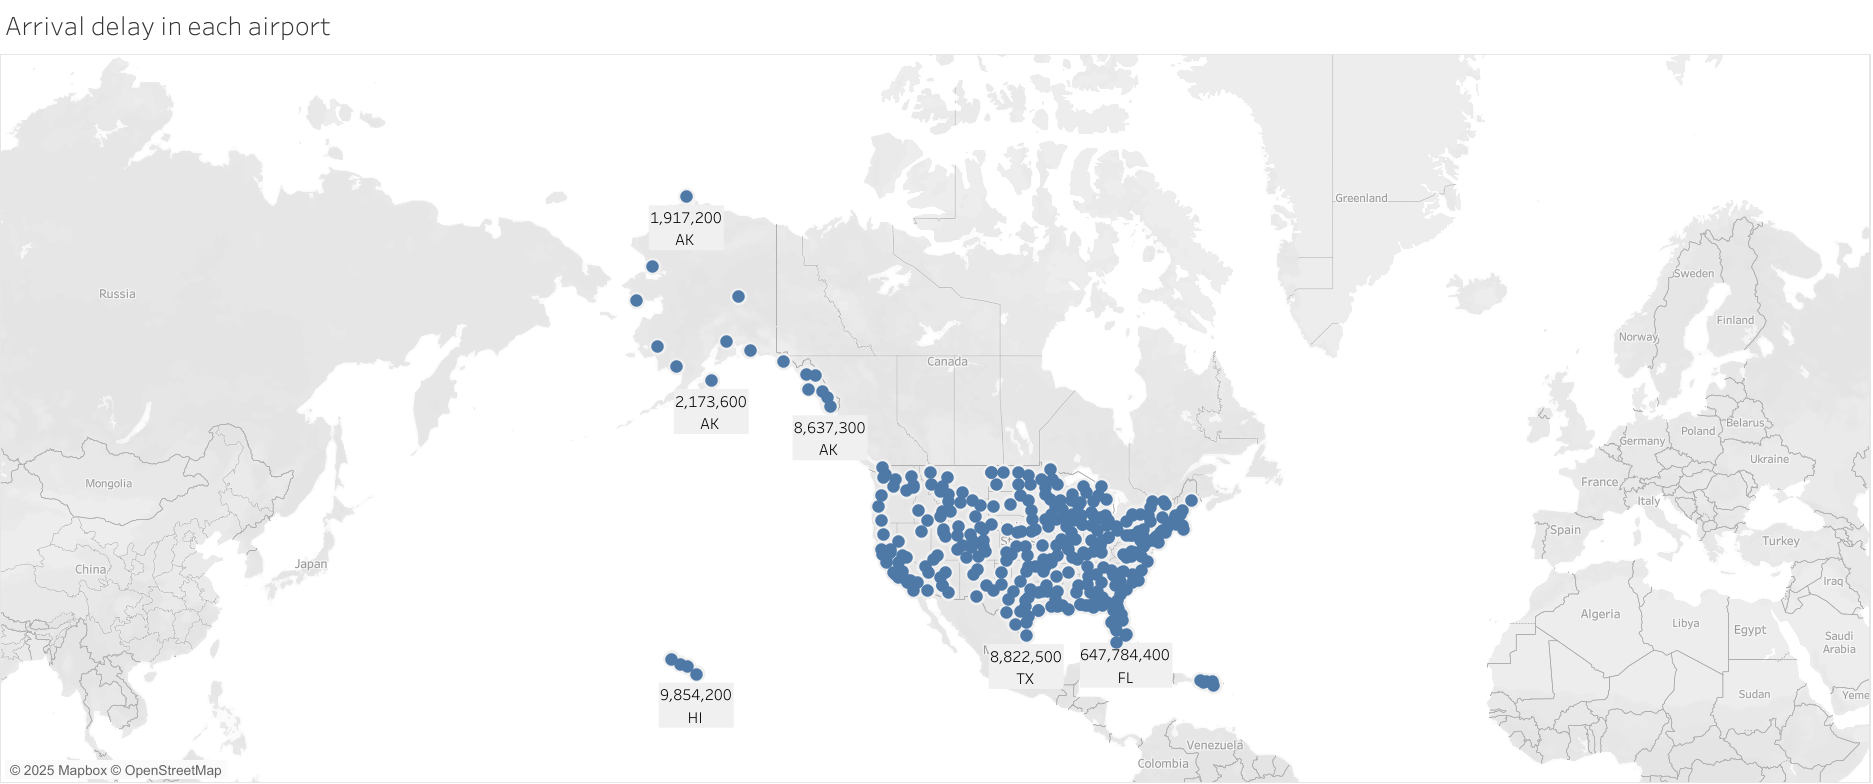 Arrival delay in each airport
Greenland
1,917,200
AK
Russia
Sweden
Finland
Norway
Canada
2,173,600
AK
8,637,300
AK
Belarus
Poland
Germany
Ukraine
Mongolia
France
Italy
Spain
Turkey
Japan
China
Iraq
Algeria
Libya
Egypt
Saudi
Arabia
8,822,500
TX
647,784,400
FL
9,854,200
HI
Sudan
Yeme
Venezuela
Colombia
© 2025 Mapbox © OpenStreetMap